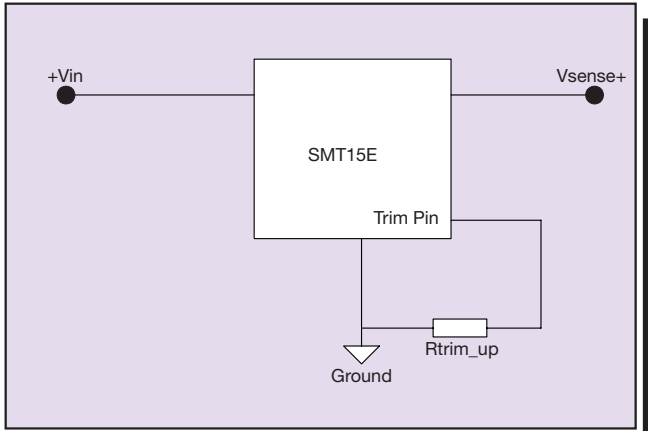 +Vin
Vsense+
SMT15E
Trim Pin
Rtrim_up
Ground